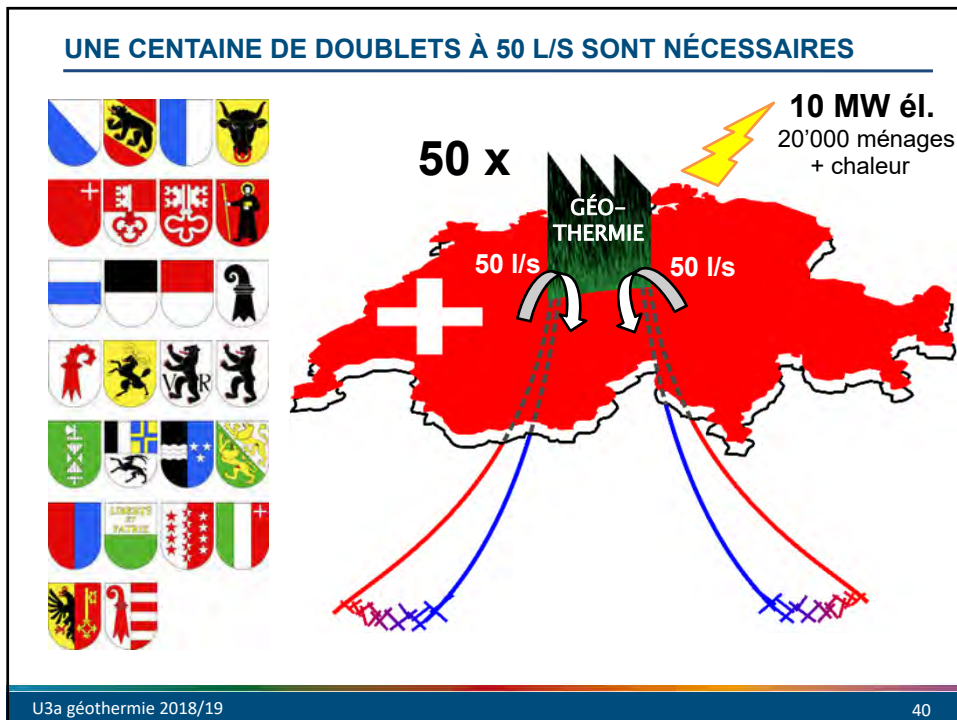 UNE CENTAINE DE DOUBLETS À 50 L/S SONT NÉCESSAIRES
10 MW él.
20’000 ménages
+ chaleur
50 x
GÉO-
THERMIE
50 l/s
50 l/s
V R
LIBERTE
ET
PATRIE
U3a géothermie 2018/19
40